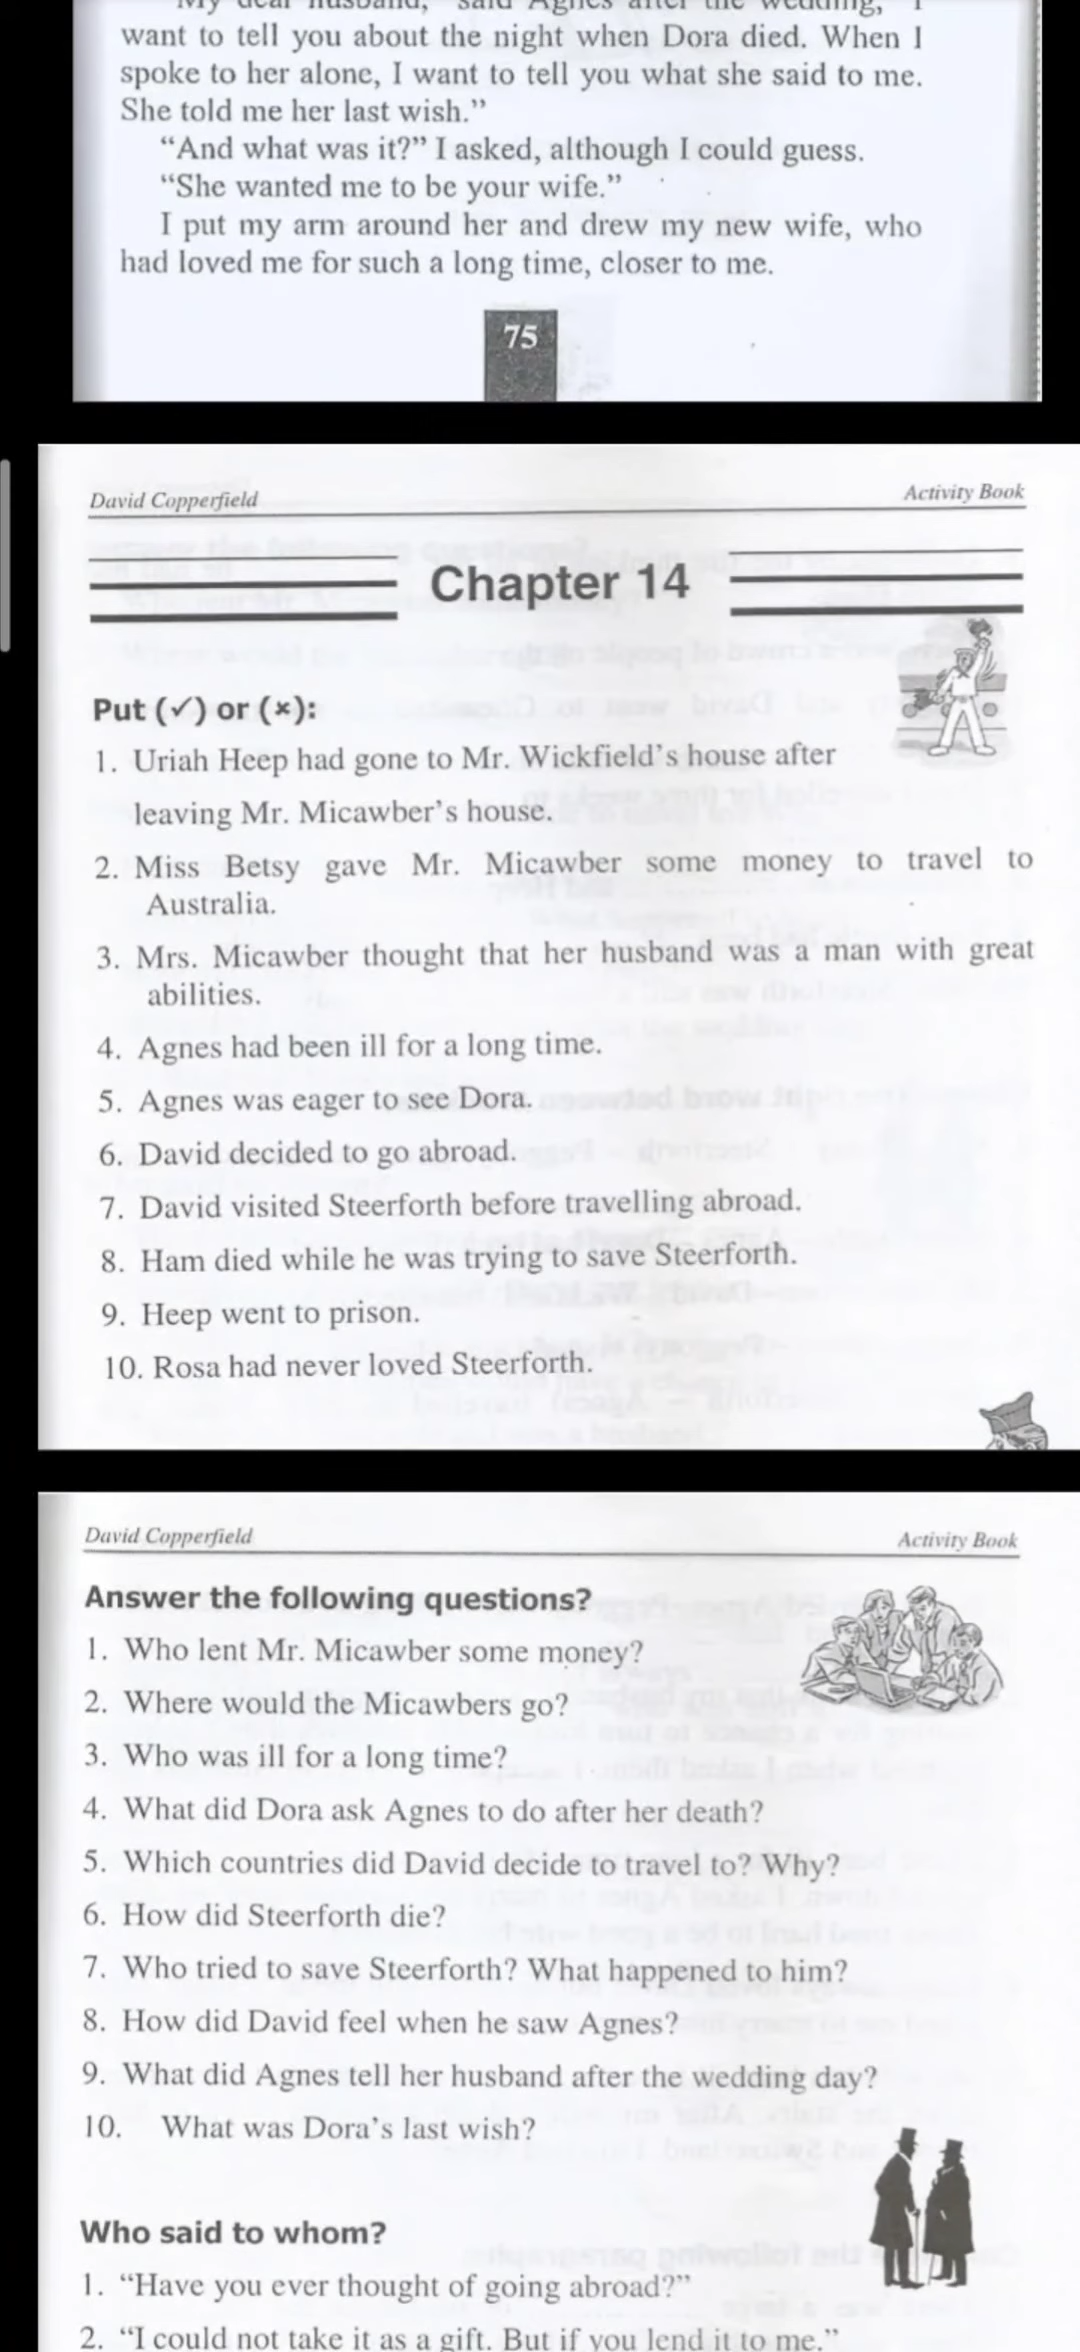 "My dear husband," said Agnes after the wedding, "I
want to tell you about the night when Dora died. When I
spoke to her alone, I want to tell you what she said to me.
She told me her last wish."
"And what was it?" I asked, although I could guess.
"She wanted me to be your wife."
I put my arm around her and drew my new wife, who
had loved me for such a long time, closer to me.
75
David Copperfield
Activity Book
Chapter 14
Put (✓) or (×):
1. Uriah Heep had gone to Mr. Wickfield's house after
leaving Mr. Micawber's house.
2. Miss Betsy gave Mr. Micawber some money to travel to
Australia.
3. Mrs. Micawber thought that her husband was a man with great
abilities.
4. Agnes had been ill for a long time.
5. Agnes was eager to see Dora.
6. David decided to go abroad.
7. David visited Steerforth before travelling abroad.
8. Ham died while he was trying to save Steerforth.
9. Heep went to prison.
10. Rosa had never loved Steerforth.
David Copperfield
Activity Book
Answer the following questions?
1. Who lent Mr. Micawber some money?
2. Where would the Micawbers go?
3. Who was ill for a long time?
4. What did Dora ask Agnes to do after her death?
5. Which countries did David decide to travel to? Why?
6. How did Steerforth die?
7. Who tried to save Steerforth? What happened to him?
8. How did David feel when he saw Agnes?
9. What did Agnes tell her husband after the wedding day?
10. What was Dora's last wish?
Who said to whom?
1. "Have you ever thought of going abroad?"
2. "I could not take it as a gift. But if you lend it to me."